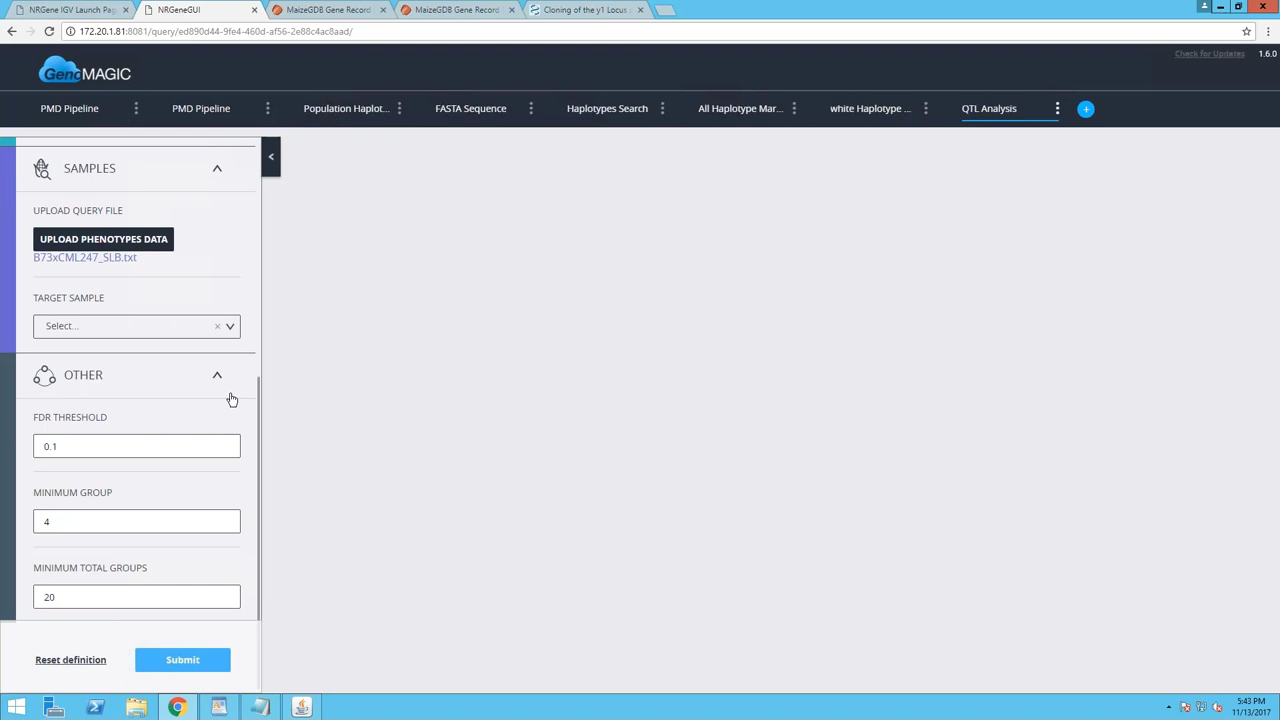 NRGene IGV Launch Pag
NRGeneGUI
MaizeGDB Gene Record
MaizeGDB Gene Record
Cloning of the y1 Locus
172.20.1.81:8081/query/ed890d44-9fe4-460d-af56-2e88c4ac8aad/
Check for Updates
1.6.0
GenoMAGIC
PMD Pipeline
PMD Pipeline
Population Haplot...
FASTA Sequence
Haplotypes Search
All Haplotype Mar...
white Haplotype ...
QTL Analysis
SAMPLES
UPLOAD QUERY FILE
UPLOAD PHENOTYPES DATA
B73xCML247_SLB.txt
TARGET SAMPLE
Select...
OTHER
FDR THRESHOLD
0.1
MINIMUM GROUP
4
MINIMUM TOTAL GROUPS
20
Reset definition
Submit
5:43 PM
11/13/2017